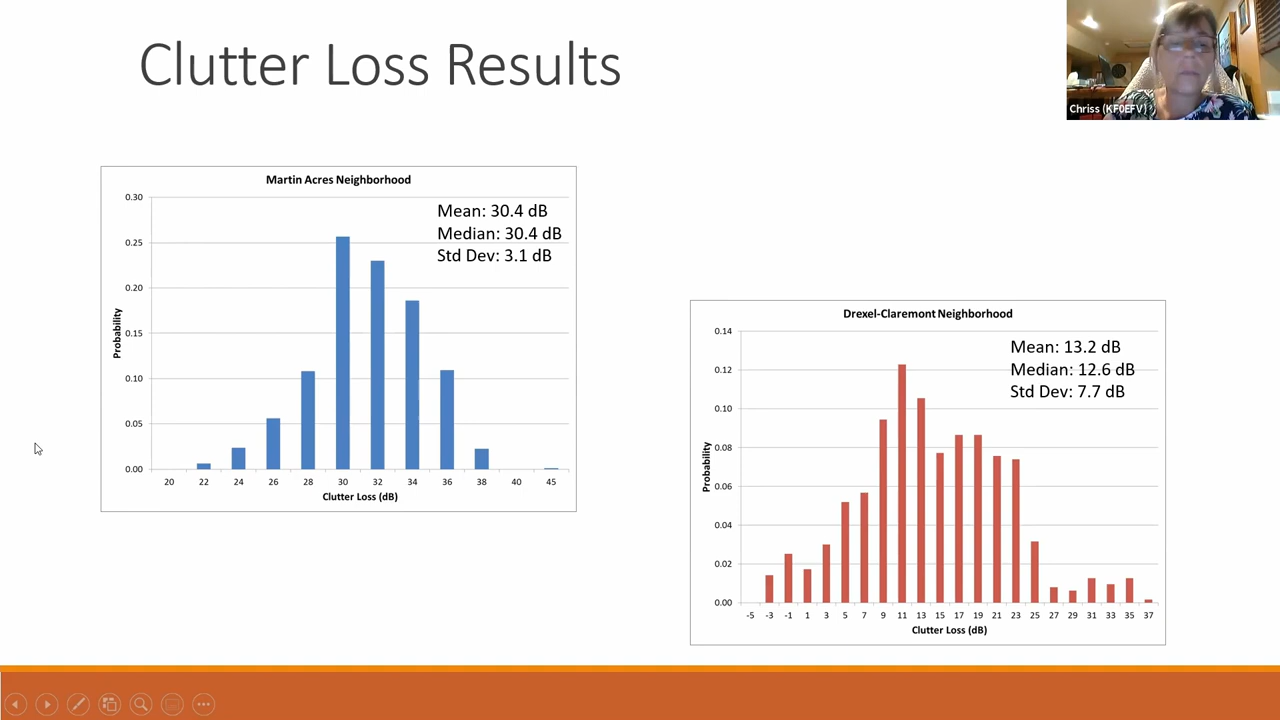 Clutter Loss Results
Chriss (KF0EFV)
Martin Acres Neighborhood
Mean: 30.4 dB
Median: 30.4 dB
Std Dev: 3.1 dB
Probability
0.30
0.25
0.20
0.15
0.10
0.05
0.00
20 22 24 26 28 30 32 34 36 38 40 45
Clutter Loss (dB)
Drexel-Claremont Neighborhood
Mean: 13.2 dB
Median: 12.6 dB
Std Dev: 7.7 dB
Probability
0.14
0.12
0.10
0.08
0.06
0.04
0.02
0.00
-5 -3 -1 1 3 5 7 9 11 13 15 17 19 21 23 25 27 29 31 33 35 37
Clutter Loss (dB)